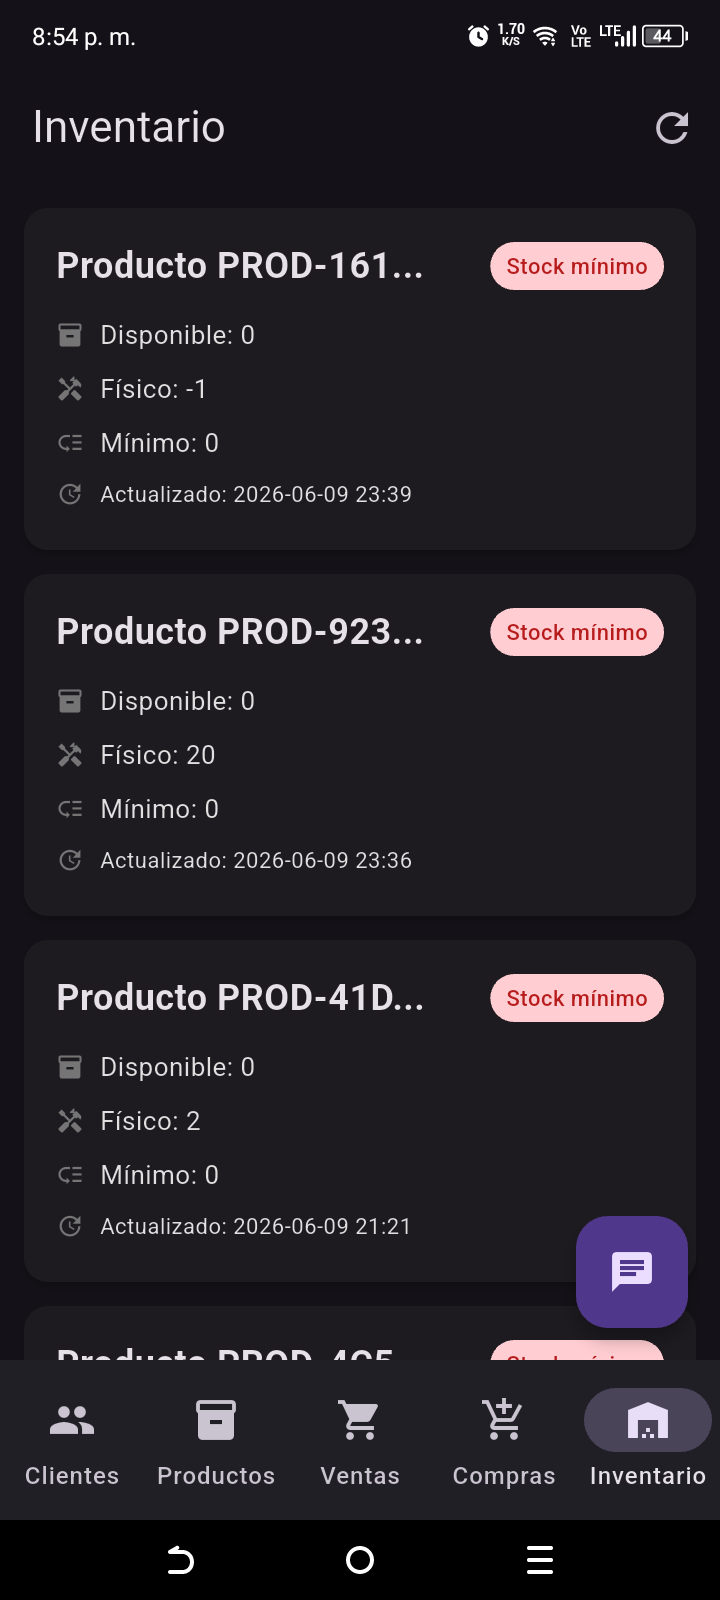 8:54 p. m.
1.70
K/S
Vo
LTE
LTE
44
Inventario
Producto PROD-161...
Stock mínimo
Disponible: 0
Físico: -1
Mínimo: 0
Actualizado: 2026-06-09 23:39
Producto PROD-923...
Stock mínimo
Disponible: 0
Físico: 20
Mínimo: 0
Actualizado: 2026-06-09 23:36
Producto PROD-41D...
Stock mínimo
Disponible: 0
Físico: 2
Mínimo: 0
Actualizado: 2026-06-09 21:21
Producto
Stock mínimo
Clientes
Productos
Ventas
Compras
Inventario